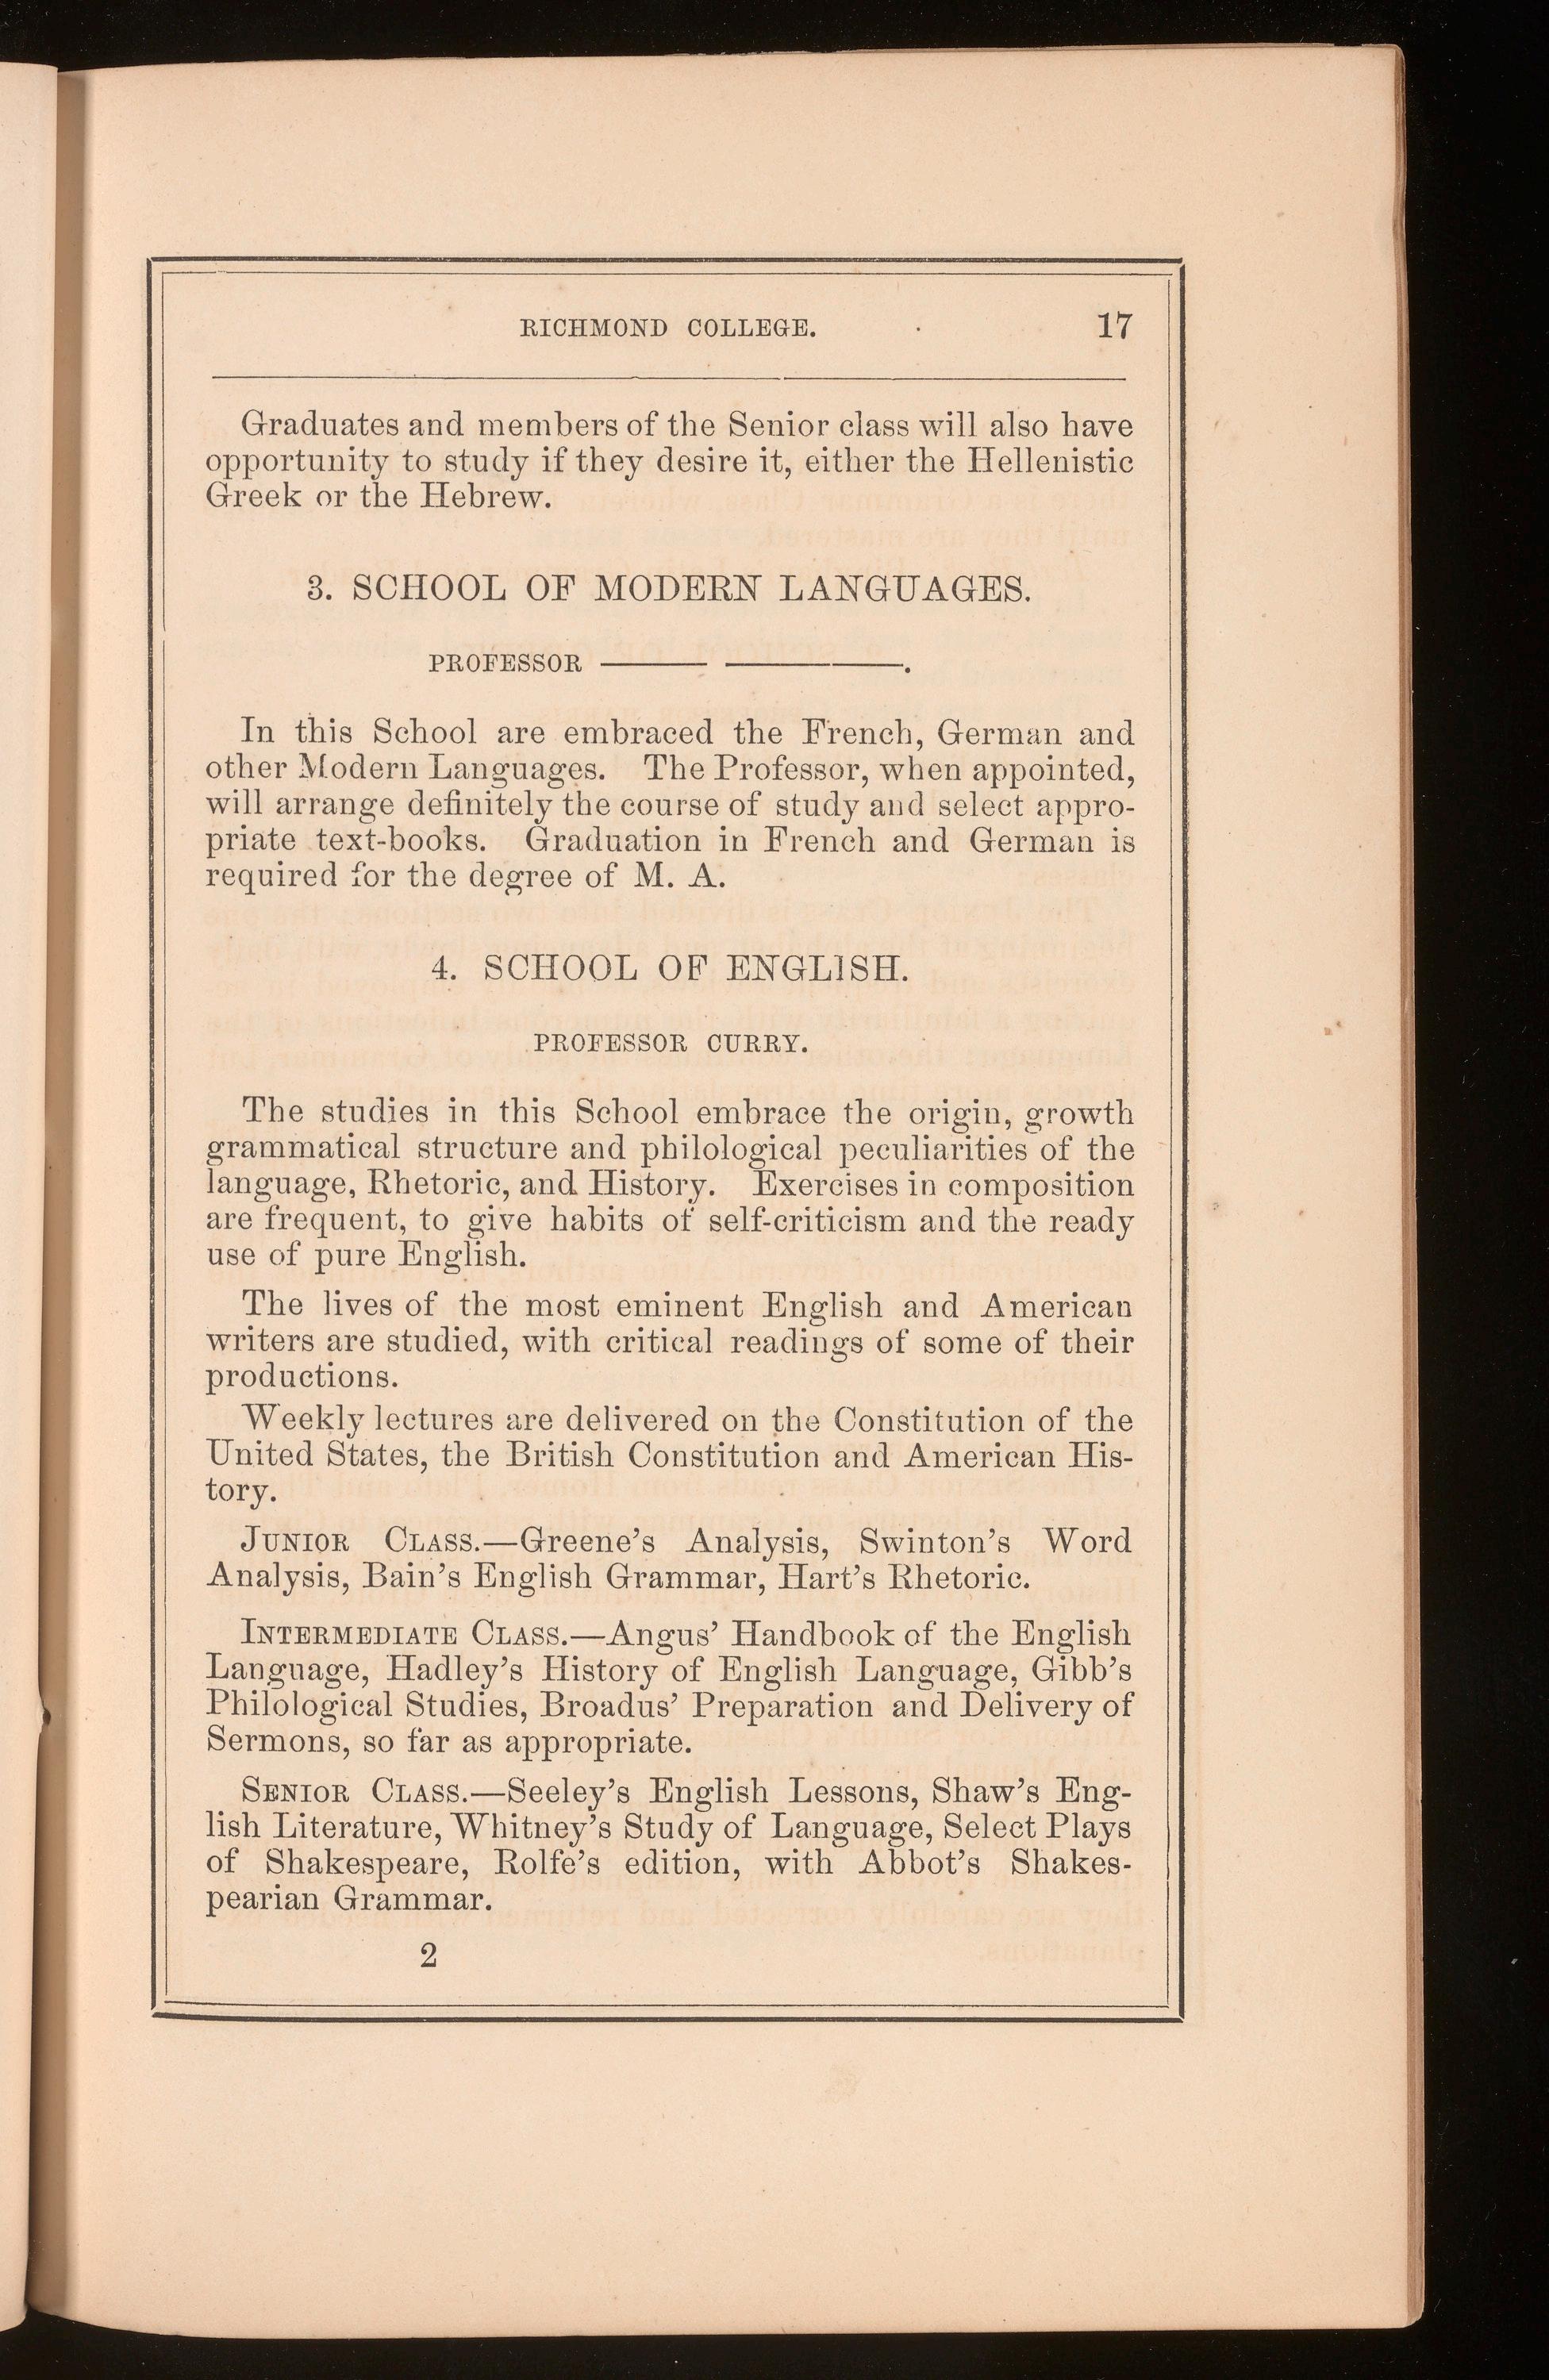 RICHMOND COLLEGE. 17
Graduates and members of the Senior class will also have
opportunity to study if they desire it, either the Hellenistic
Greek or the Hebrew.
3. SCHOOL OF MODERN LANGUAGES.
PROFESSOR ——— ———.
In this School are embraced the French, German and
other Modern Languages. The Professor, when appointed,
will arrange definitely the course of study and select appro-
priate text-books. Graduation in French and German is
required for the degree of M. A.
4. SCHOOL OF ENGLISH.
PROFESSOR CURRY.
The studies in this School embrace the origin, growth
grammatical structure and philological peculiarities of the
language, Rhetoric, and History. Exercises in composition
are frequent, to give habits of self-criticism and the ready
use of pure English.
The lives of the most eminent English and American
writers are studied, with critical readings of some of their
productions.
Weekly lectures are delivered on the Constitution of the
United States, the British Constitution and American His-
tory.
JUNIOR CLASS.—Greene's Analysis, Swinton's Word
Analysis, Bain's English Grammar, Hart's Rhetoric.
INTERMEDIATE CLASS.—Angus' Handbook of the English
Language, Hadley's History of English Language, Gibb's
Philological Studies, Broadus' Preparation and Delivery of
Sermons, so far as appropriate.
SENIOR CLASS.—Seeley's English Lessons, Shaw's Eng-
lish Literature, Whitney's Study of Language, Select Plays
of Shakespeare, Rolfe's edition, with Abbot's Shakes-
pearian Grammar.
2